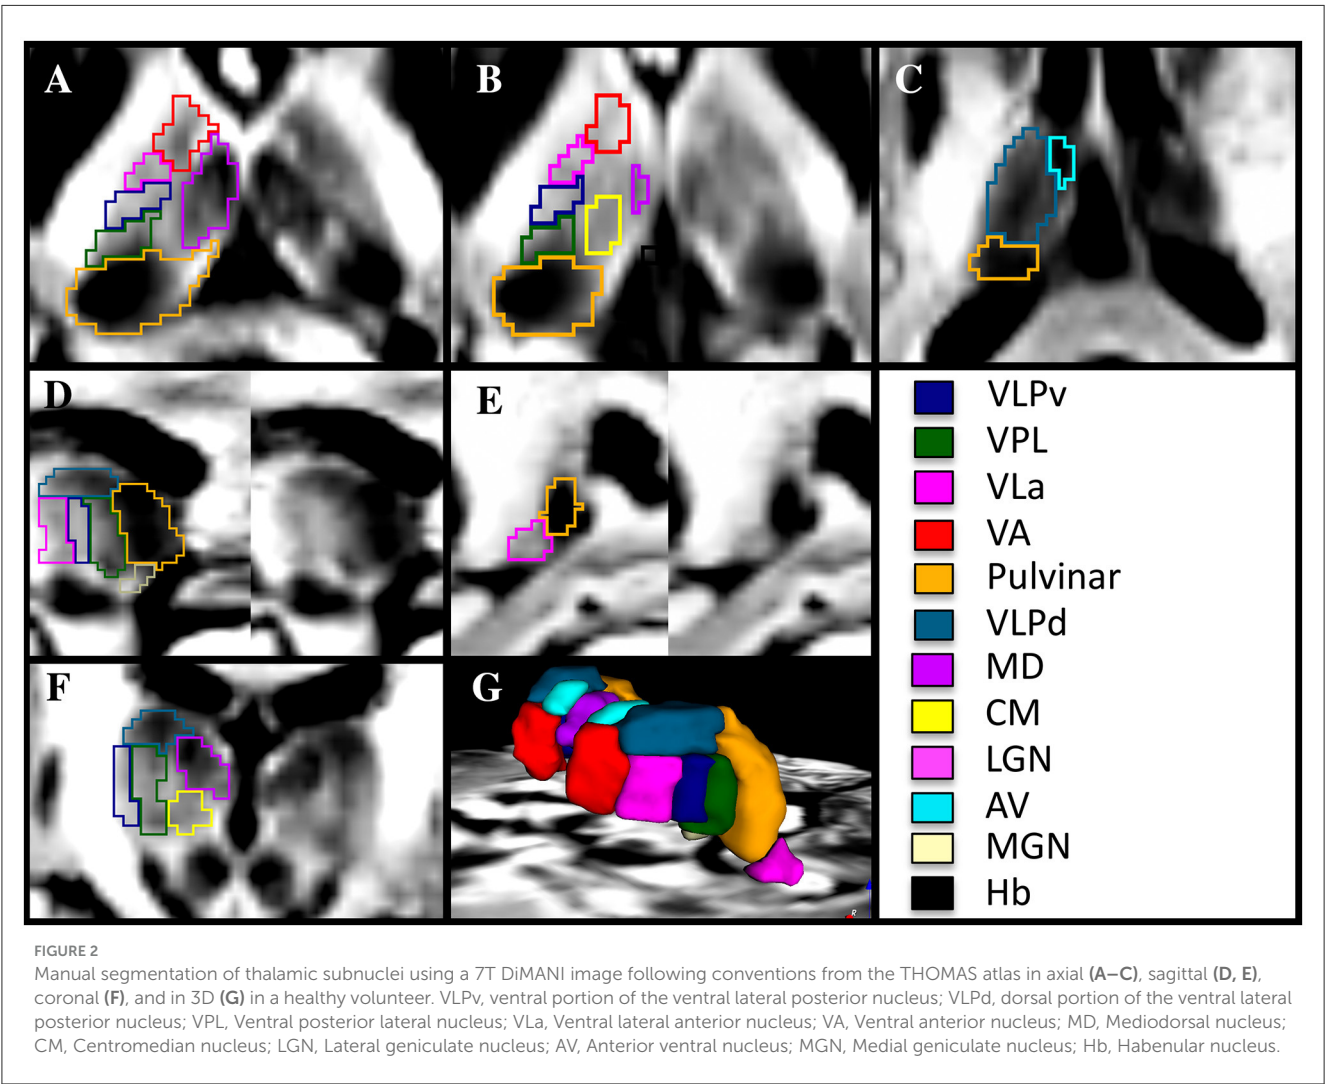 A
B
C
D
E
F
G
R
VLPv
VPL
VLa
VA
Pulvinar
VLPd
MD
CM
LGN
AV
MGN
Hb
FIGURE 2
Manual segmentation of thalamic subnuclei using a 7T DiMANI image following conventions from the THOMAS atlas in axial (A–C), sagittal (D, E),
coronal (F), and in 3D (G) in a healthy volunteer. VLPv, ventral portion of the ventral lateral posterior nucleus; VLPd, dorsal portion of the ventral lateral
posterior nucleus; VPL, Ventral posterior lateral nucleus; VLa, Ventral lateral anterior nucleus; VA, Ventral anterior nucleus; MD, Mediodorsal nucleus;
CM, Centromedian nucleus; LGN, Lateral geniculate nucleus; AV, Anterior ventral nucleus; MGN, Medial geniculate nucleus; Hb, Habenular nucleus.